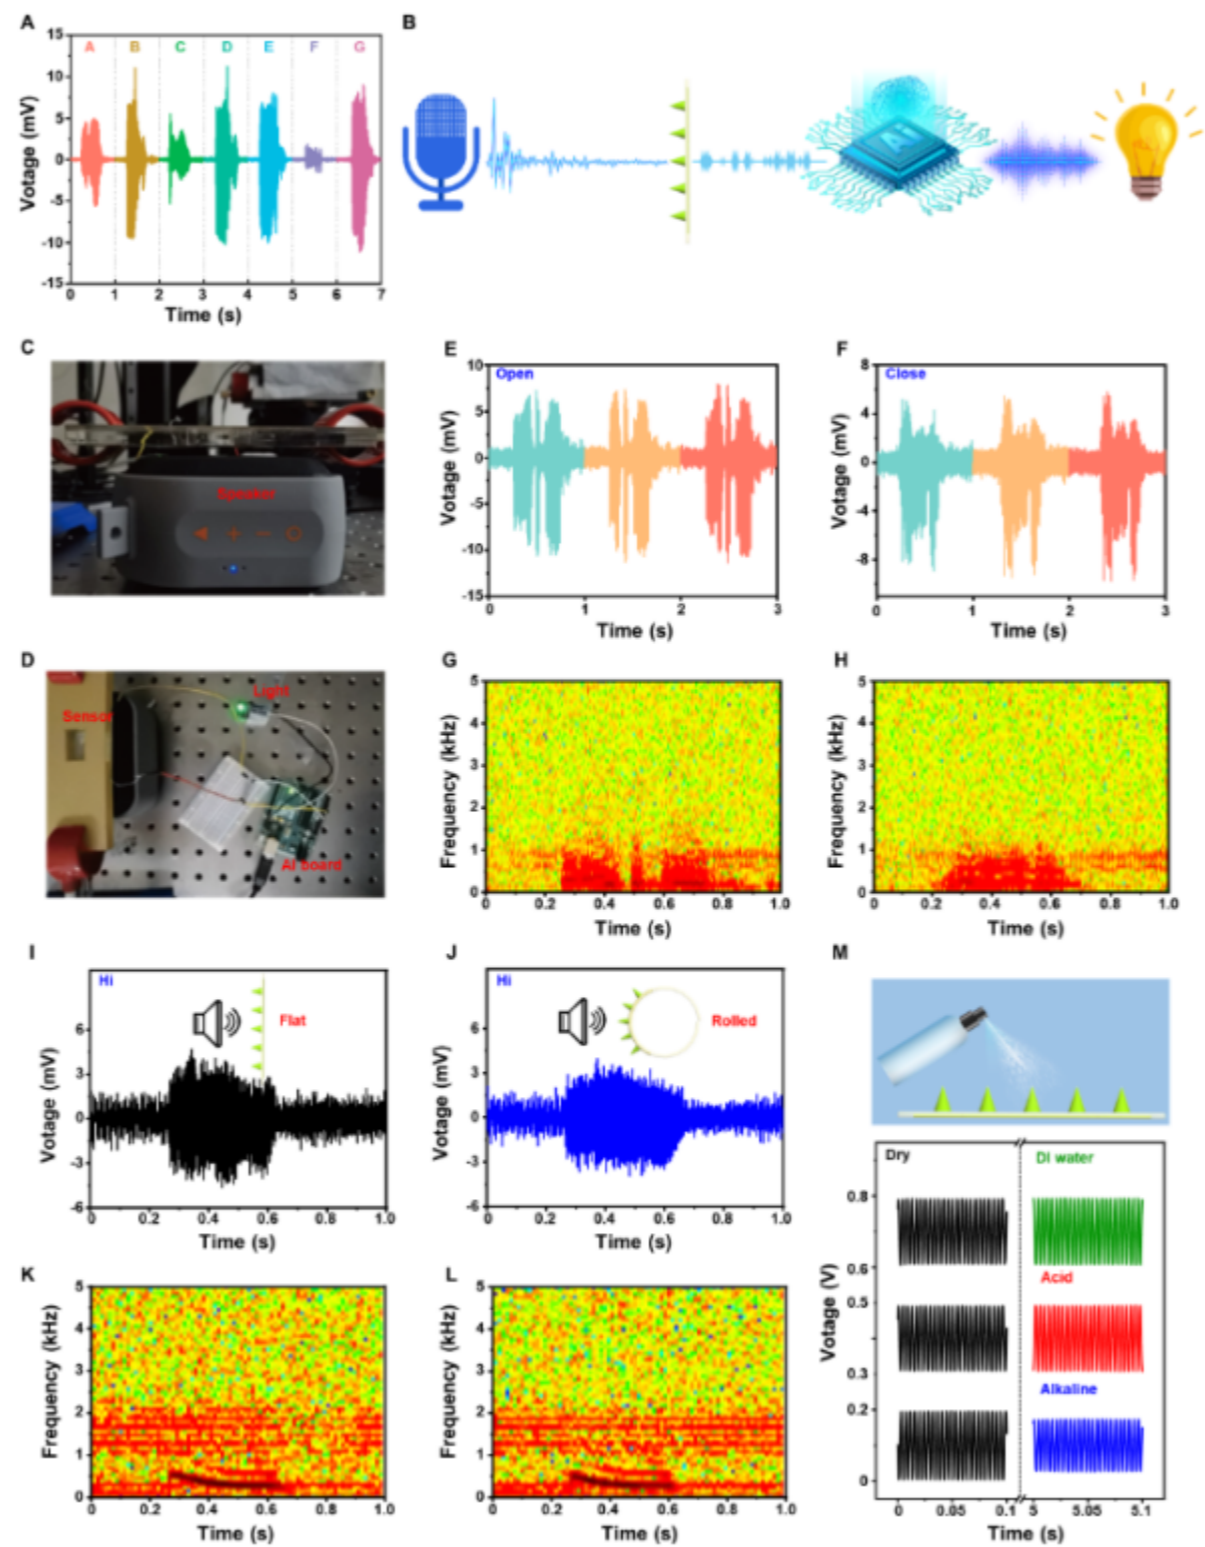 A
B
15
10
5
0
-5
-10
-15
A B C D E F G
Votage (mV)
0 1 2 3 4 5 6 7
Time (s)
AI
C
Speaker
E
Open
10
5
0
-5
-10
-15
Votage (mV)
0 1 2 3
Time (s)
F
Close
8
4
0
-4
-8
Votage (mV)
0 1 2 3
Time (s)
D
Sensor
Light
AI board
G
5
4
3
2
1
0
Frequency (kHz)
0 0.2 0.4 0.6 0.8 1.0
Time (s)
H
5
4
3
2
1
0
Frequency (kHz)
0 0.2 0.4 0.6 0.8 1.0
Time (s)
I
Hi
Flat
6
3
0
-3
-6
Votage (mV)
0 0.2 0.4 0.6 0.8 1.0
Time (s)
J
Hi
Rolled
6
3
0
-3
-6
Votage (mV)
0 0.2 0.4 0.6 0.8 1.0
Time (s)
M
Dry
DI water
Acid
Alkaline
0.8
0.6
0.5
0.3
0.2
0
Votage (V)
0 0.05 0.1 5 5.05 5.1
Time (s)
K
5
4
3
2
1
0
Frequency (kHz)
0 0.2 0.4 0.6 0.8 1.0
Time (s)
L
5
4
3
2
1
0
Frequency (kHz)
0 0.2 0.4 0.6 0.8 1.0
Time (s)